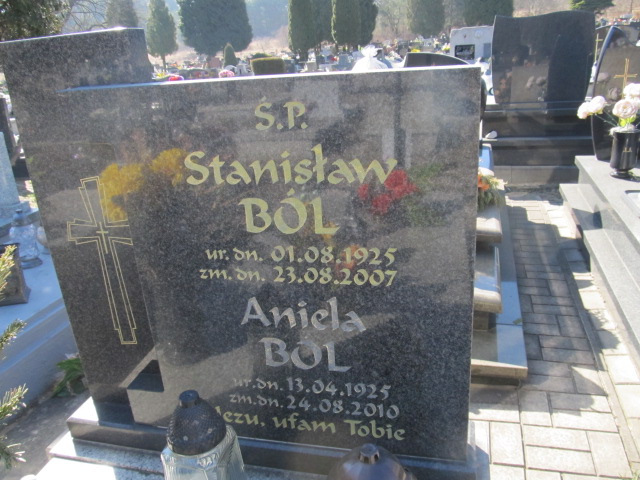 Ś.P.
Stanisław
BÓL
ur. dn. 01.08.1925
zm. dn. 23.08.2007
Aniela
BÓL
ur. dn. 13.04.1925
zm. dn. 24.08.2010
Jezu, ufam Tobie